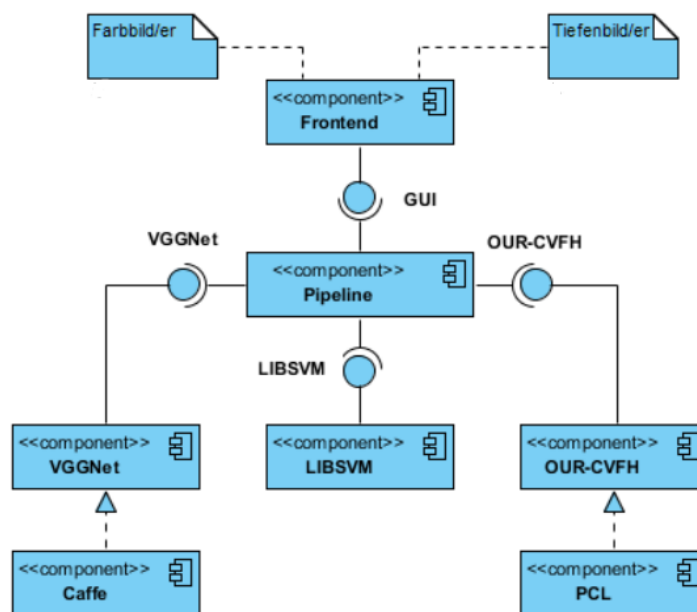 Farbbild/er
Tiefenbild/er
<<component>>
Frontend
GUI
VGGNet
OUR-CVFH
<<component>>
Pipeline
LIBSVM
<<component>>
VGGNet
<<component>>
LIBSVM
<<component>>
OUR-CVFH
<<component>>
Caffe
<<component>>
PCL